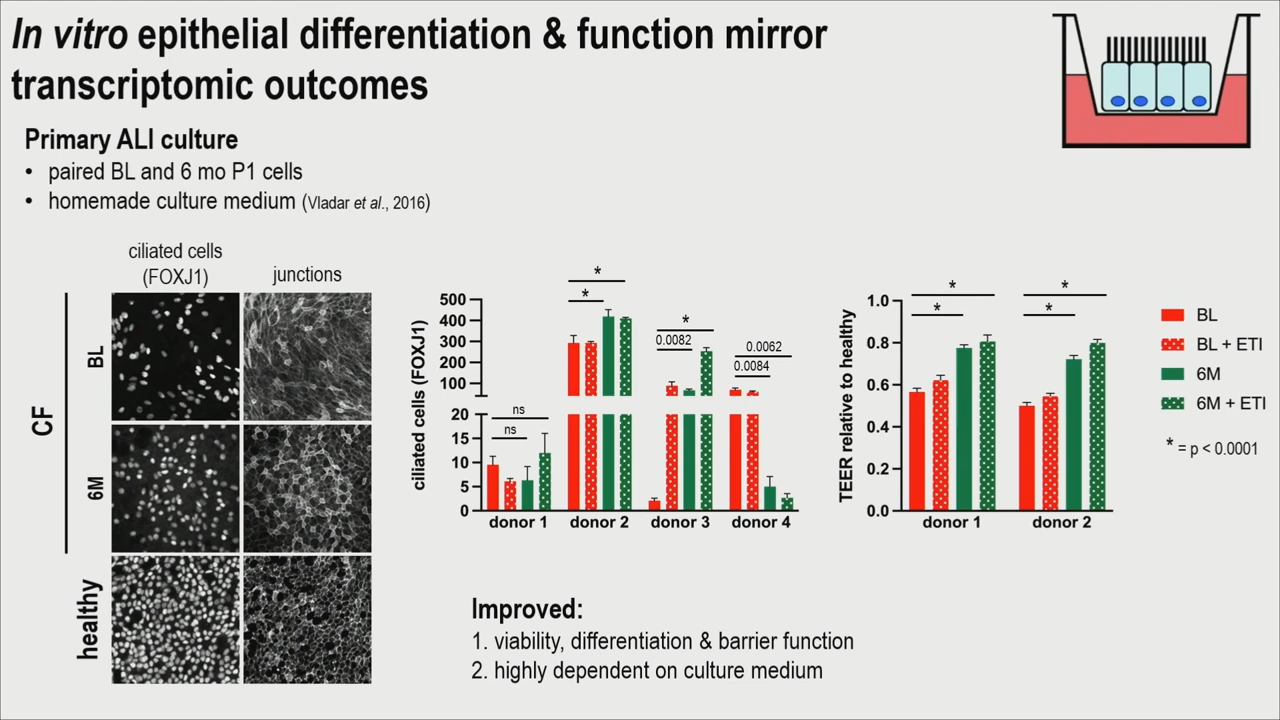 In vitro epithelial differentiation & function mirror
transcriptomic outcomes
Primary ALI culture
• paired BL and 6 mo P1 cells
• homemade culture medium (Vladar et al., 2016)
ciliated cells
(FOXJ1)
junctions
CF
BL
6M
healthy
ciliated cells (FOXJ1)
500
400
300
200
100
20
15
10
5
0
ns
ns
*
*
*
0.0082
0.0062
0.0084
donor 1
donor 2
donor 3
donor 4
TEER relative to healthy
1.0
0.8
0.6
0.4
0.2
0.0
*
*
*
*
donor 1
donor 2
BL
BL + ETI
6M
6M + ETI
* = p < 0.0001
Improved:
1. viability, differentiation & barrier function
2. highly dependent on culture medium